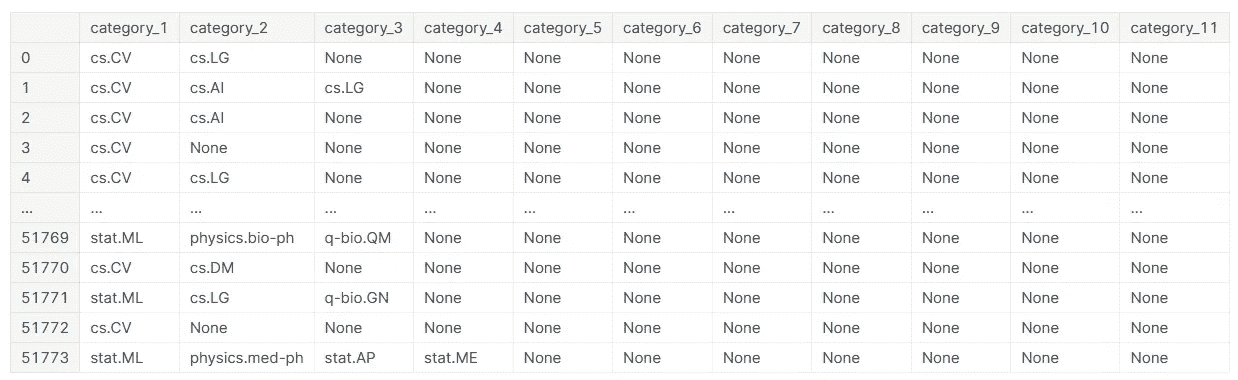 category_1 category_2 category_3 category_4 category_5 category_6 category_7 category_8 category_9 category_10 category_11
0 cs.CV cs.LG None None None None None None None None None
1 cs.CV cs.AI cs.LG None None None None None None None None
2 cs.CV cs.AI None None None None None None None None None
3 cs.CV None None None None None None None None None None
4 cs.CV cs.LG None None None None None None None None None
... ... ... ... ... ... ... ... ... ... ... ...
51769 stat.ML physics.bio-ph q-bio.QM None None None None None None None None
51770 cs.CV cs.DM None None None None None None None None None
51771 stat.ML cs.LG q-bio.GN None None None None None None None None
51772 cs.CV None None None None None None None None None None
51773 stat.ML physics.med-ph stat.AP stat.ME None None None None None None None